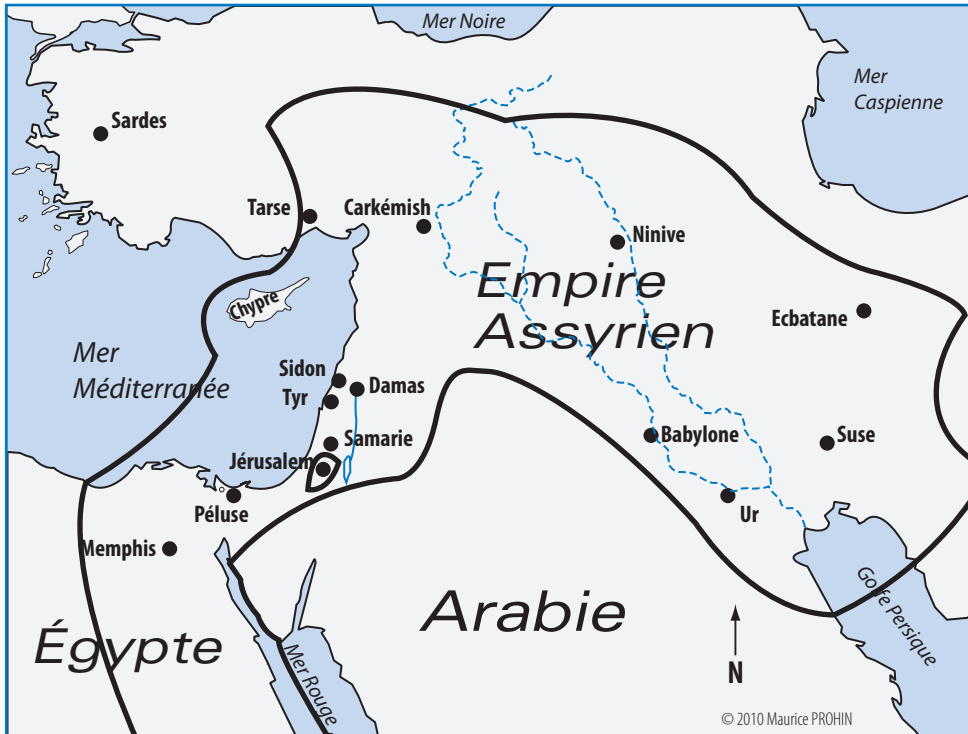 Mer Noire
Mer
Caspienne
Sardes
Tarse
Carkémish
Ninive
Empire
Assyrien
Chypre
Ecbatane
Mer
Méditerranée
Sidon
Damas
Tyr
Samarie
Babylone
Suse
Jérusalem
Péluse
Ur
Memphis
Golfe Persique
Arabie
Égypte
Mer Rouge
N
© 2010 Maurice PROHIN